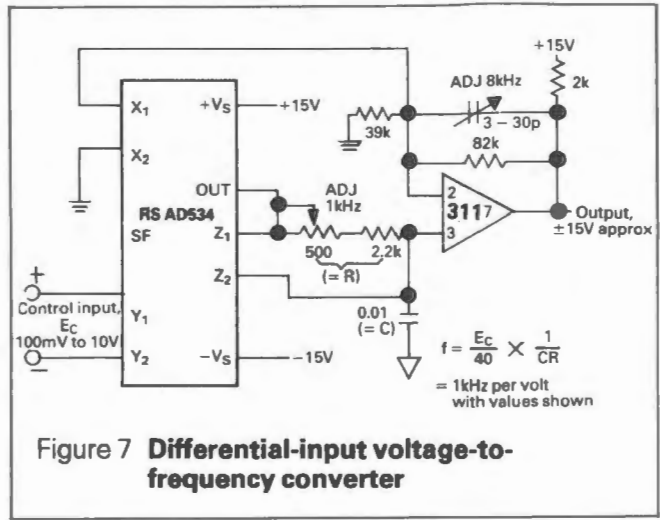 +15V
2k
ADJ 8kHz
3 – 30p
39k
82k
X1
+VS
+15V
X2
OUT
ADJ
1kHz
RS AD534
SF
Z1
500
2.2k
(= R)
2
311
7
3
Output,
±15V approx
Z2
+
Control input,
EC
100mV to 10V
–
Y1
Y2
0.01
(= C)
–VS
–15V
f = EC/40 × 1/CR
= 1kHz per volt
with values shown
Figure 7 Differential-input voltage-to-
frequency converter